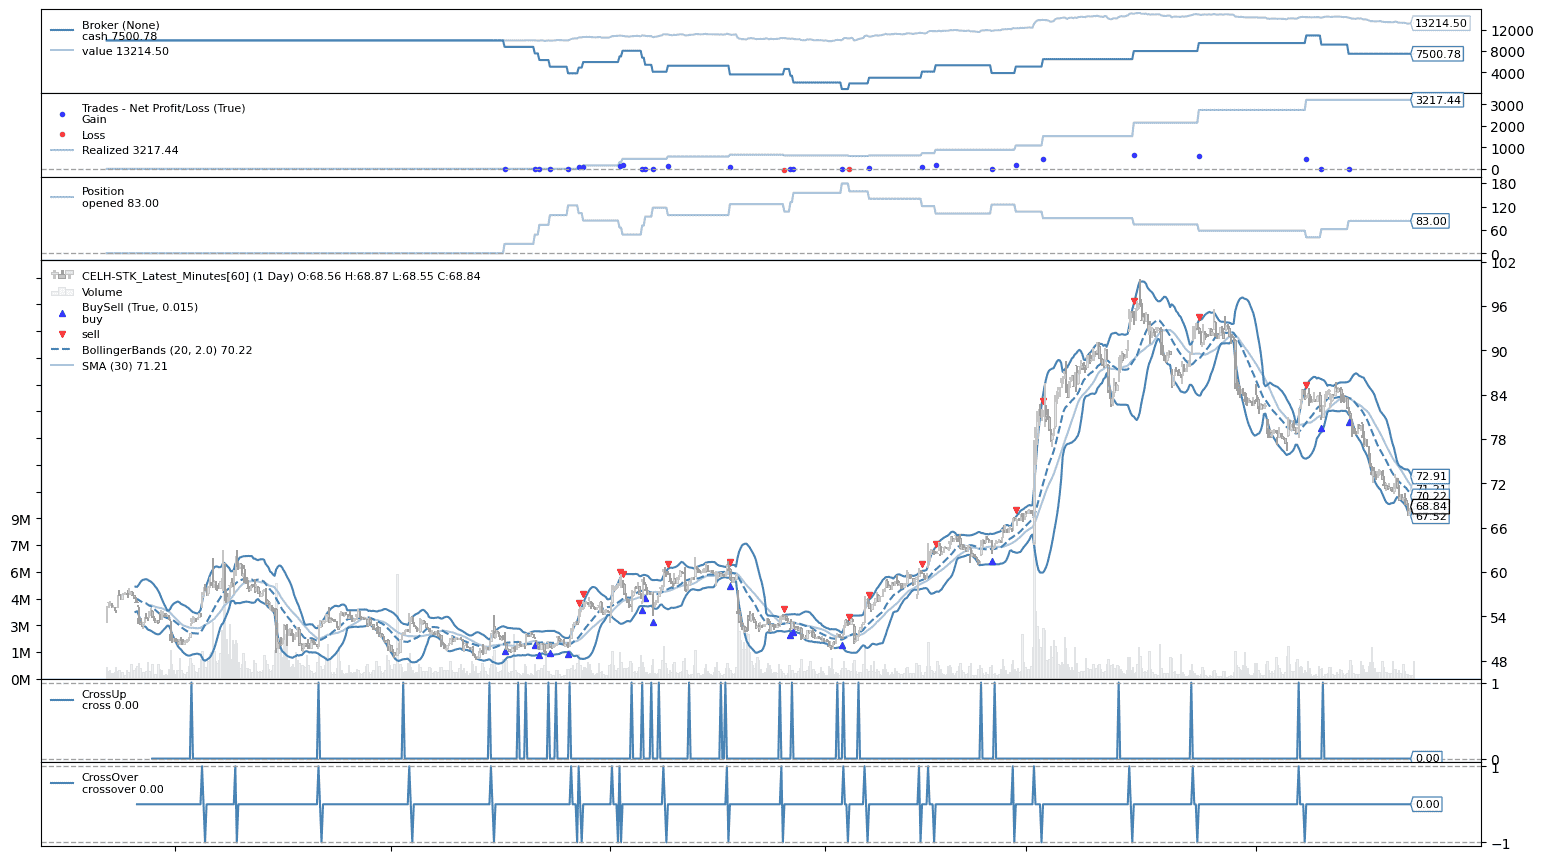 Broker (None)
cash 7500.78
value 13214.50
13214.50
12000
8000
7500.78
4000
Trades - Net Profit/Loss (True)
Gain
Loss
Realized 3217.44
3217.44
3000
2000
1000
0
Position
opened 83.00
180
120
83.00
60
0
CELH-STK_Latest_Minutes[60] (1 Day) O:68.56 H:68.87 L:68.55 C:68.84
Volume
BuySell (True, 0.015)
buy
sell
BollingerBands (20, 2.0) 70.22
SMA (30) 71.21
102
96
90
84
78
72.91
72
71.21
70.22
68.84
67.52
66
60
54
48
9M
7M
6M
4M
3M
1M
0M
CrossUp
cross 0.00
1
0.00
0
CrossOver
crossover 0.00
1
0.00
−1